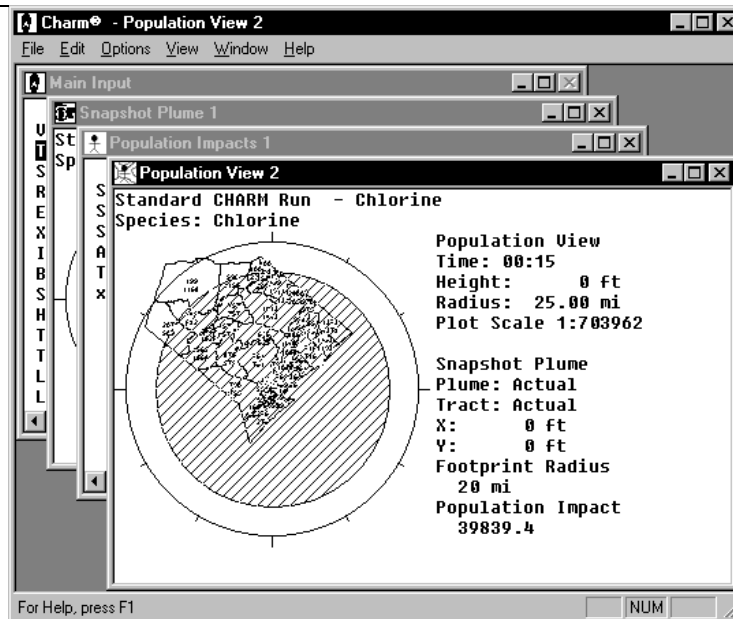 Charm® - Population View 2
File Edit Options View Window Help
Main Input
Snapshot Plume 1
Population Impacts 1
Population View 2
V
T
S
R
E
X
I
B
S
H
T
T
L
L
St
Sp
S
S
S
A
T
x
Standard CHARM Run - Chlorine
Species: Chlorine
Population View
Time: 00:15
Height: 0 ft
Radius: 25.00 mi
Plot Scale 1:703962
Snapshot Plume
Plume: Actual
Tract: Actual
X: 0 ft
Y: 0 ft
Footprint Radius
20 mi
Population Impact
39839.4
For Help, press F1
NUM